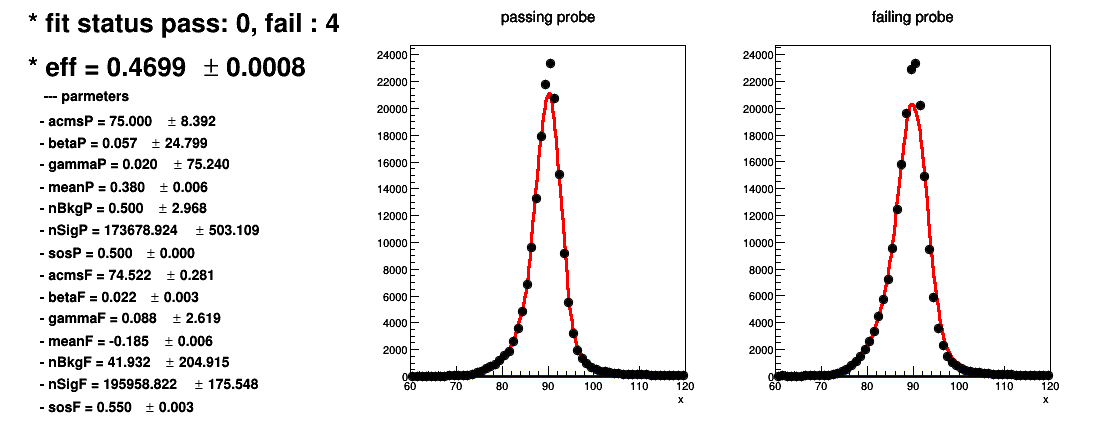 * fit status pass: 0, fail : 4
* eff = 0.4699 ± 0.0008
--- parmeters
- acmsP = 75.000 ± 8.392
- betaP = 0.057 ± 24.799
- gammaP = 0.020 ± 75.240
- meanP = 0.380 ± 0.006
- nBkgP = 0.500 ± 2.968
- nSigP = 173678.924 ± 503.109
- sosP = 0.500 ± 0.000
- acmsF = 74.522 ± 0.281
- betaF = 0.022 ± 0.003
- gammaF = 0.088 ± 2.619
- meanF = -0.185 ± 0.006
- nBkgF = 41.932 ± 204.915
- nSigF = 195958.822 ± 175.548
- sosF = 0.550 ± 0.003
passing probe
24000
22000
20000
18000
16000
14000
12000
10000
8000
6000
4000
2000
0
60 70 80 90 100 110 120
x
failing probe
24000
22000
20000
18000
16000
14000
12000
10000
8000
6000
4000
2000
0
60 70 80 90 100 110 120
x